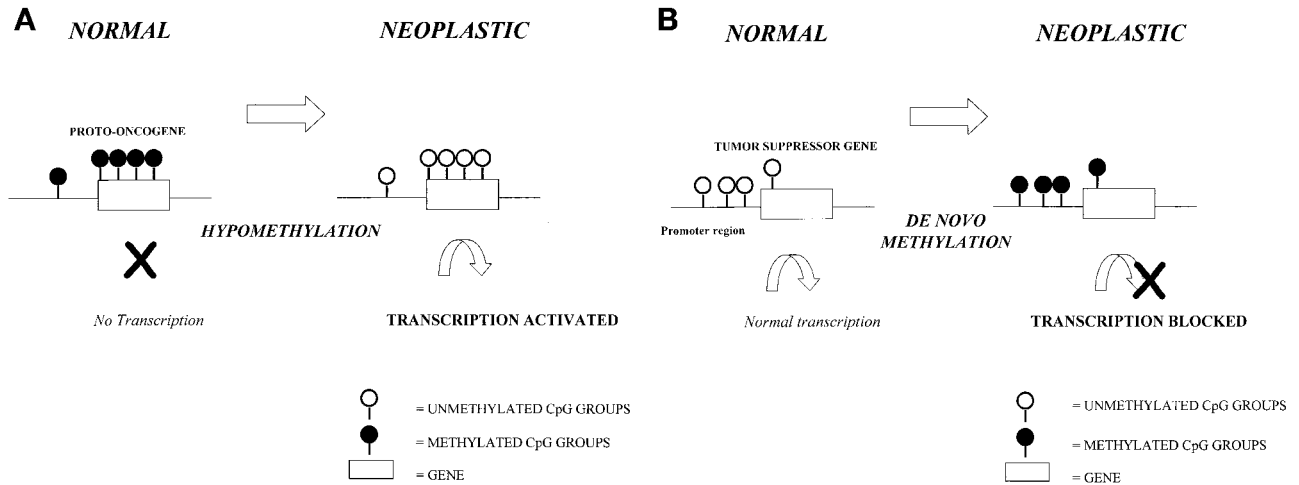 A
NORMAL
NEOPLASTIC
PROTO-ONCOGENE
HYPOMETHYLATION
No Transcription
TRANSCRIPTION ACTIVATED
= UNMETHYLATED CpG GROUPS
= METHYLATED CpG GROUPS
= GENE
B
NORMAL
NEOPLASTIC
TUMOR SUPPRESSOR GENE
Promoter region
DE NOVO
METHYLATION
Normal transcription
TRANSCRIPTION BLOCKED
= UNMETHYLATED CpG GROUPS
= METHYLATED CpG GROUPS
= GENE